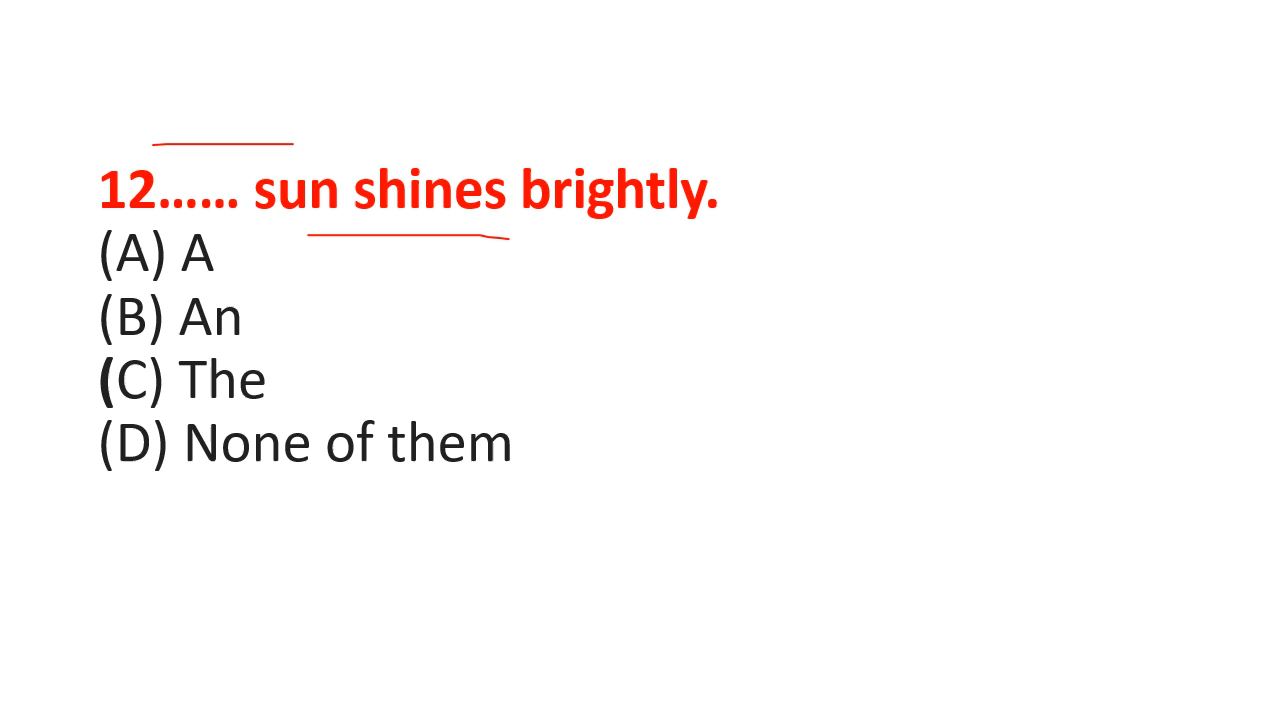 12...... sun shines brightly.
(A) A
(B) An
(C) The
(D) None of them